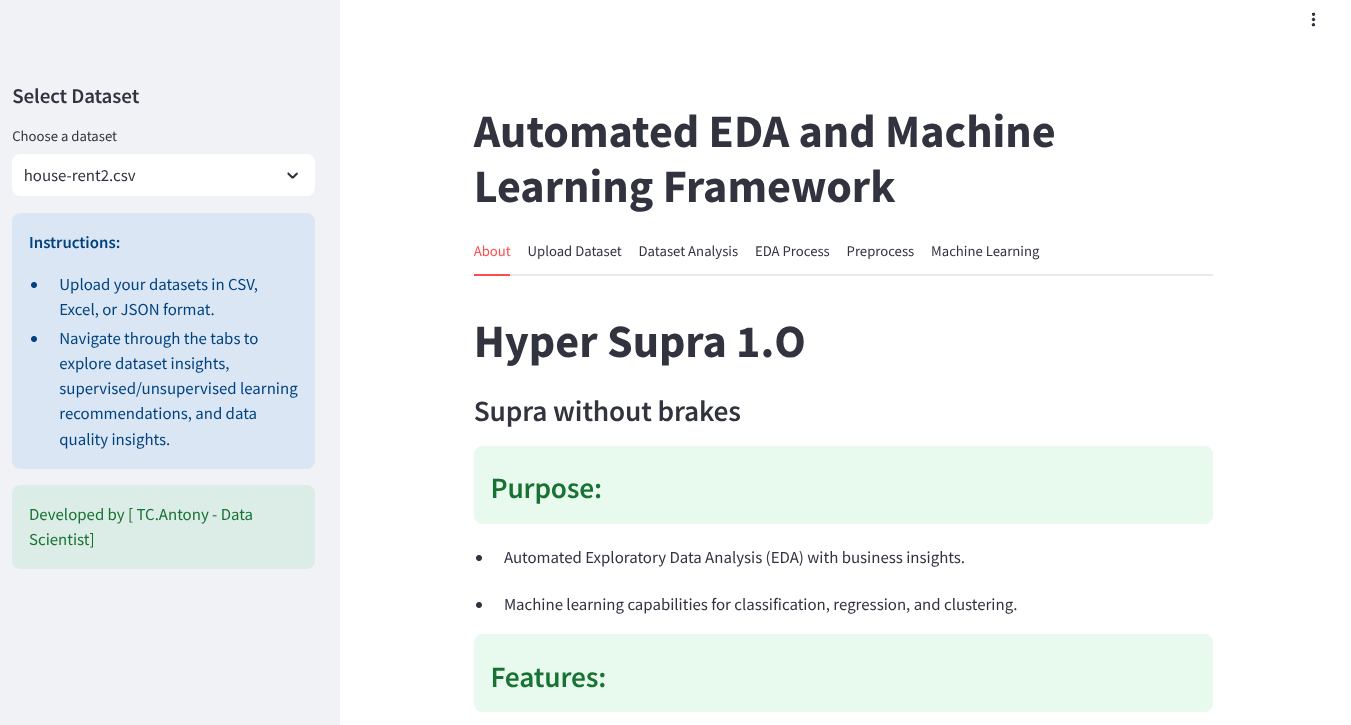 Select Dataset
Choose a dataset
house-rent2.csv
Instructions:
Upload your datasets in CSV,
Excel, or JSON format.
Navigate through the tabs to
explore dataset insights,
supervised/unsupervised learning
recommendations, and data
quality insights.
Developed by [ TC.Antony - Data
Scientist]
Automated EDA and Machine
Learning Framework
About Upload Dataset Dataset Analysis EDA Process Preprocess Machine Learning
Hyper Supra 1.O
Supra without brakes
Purpose:
Automated Exploratory Data Analysis (EDA) with business insights.
Machine learning capabilities for classification, regression, and clustering.
Features: